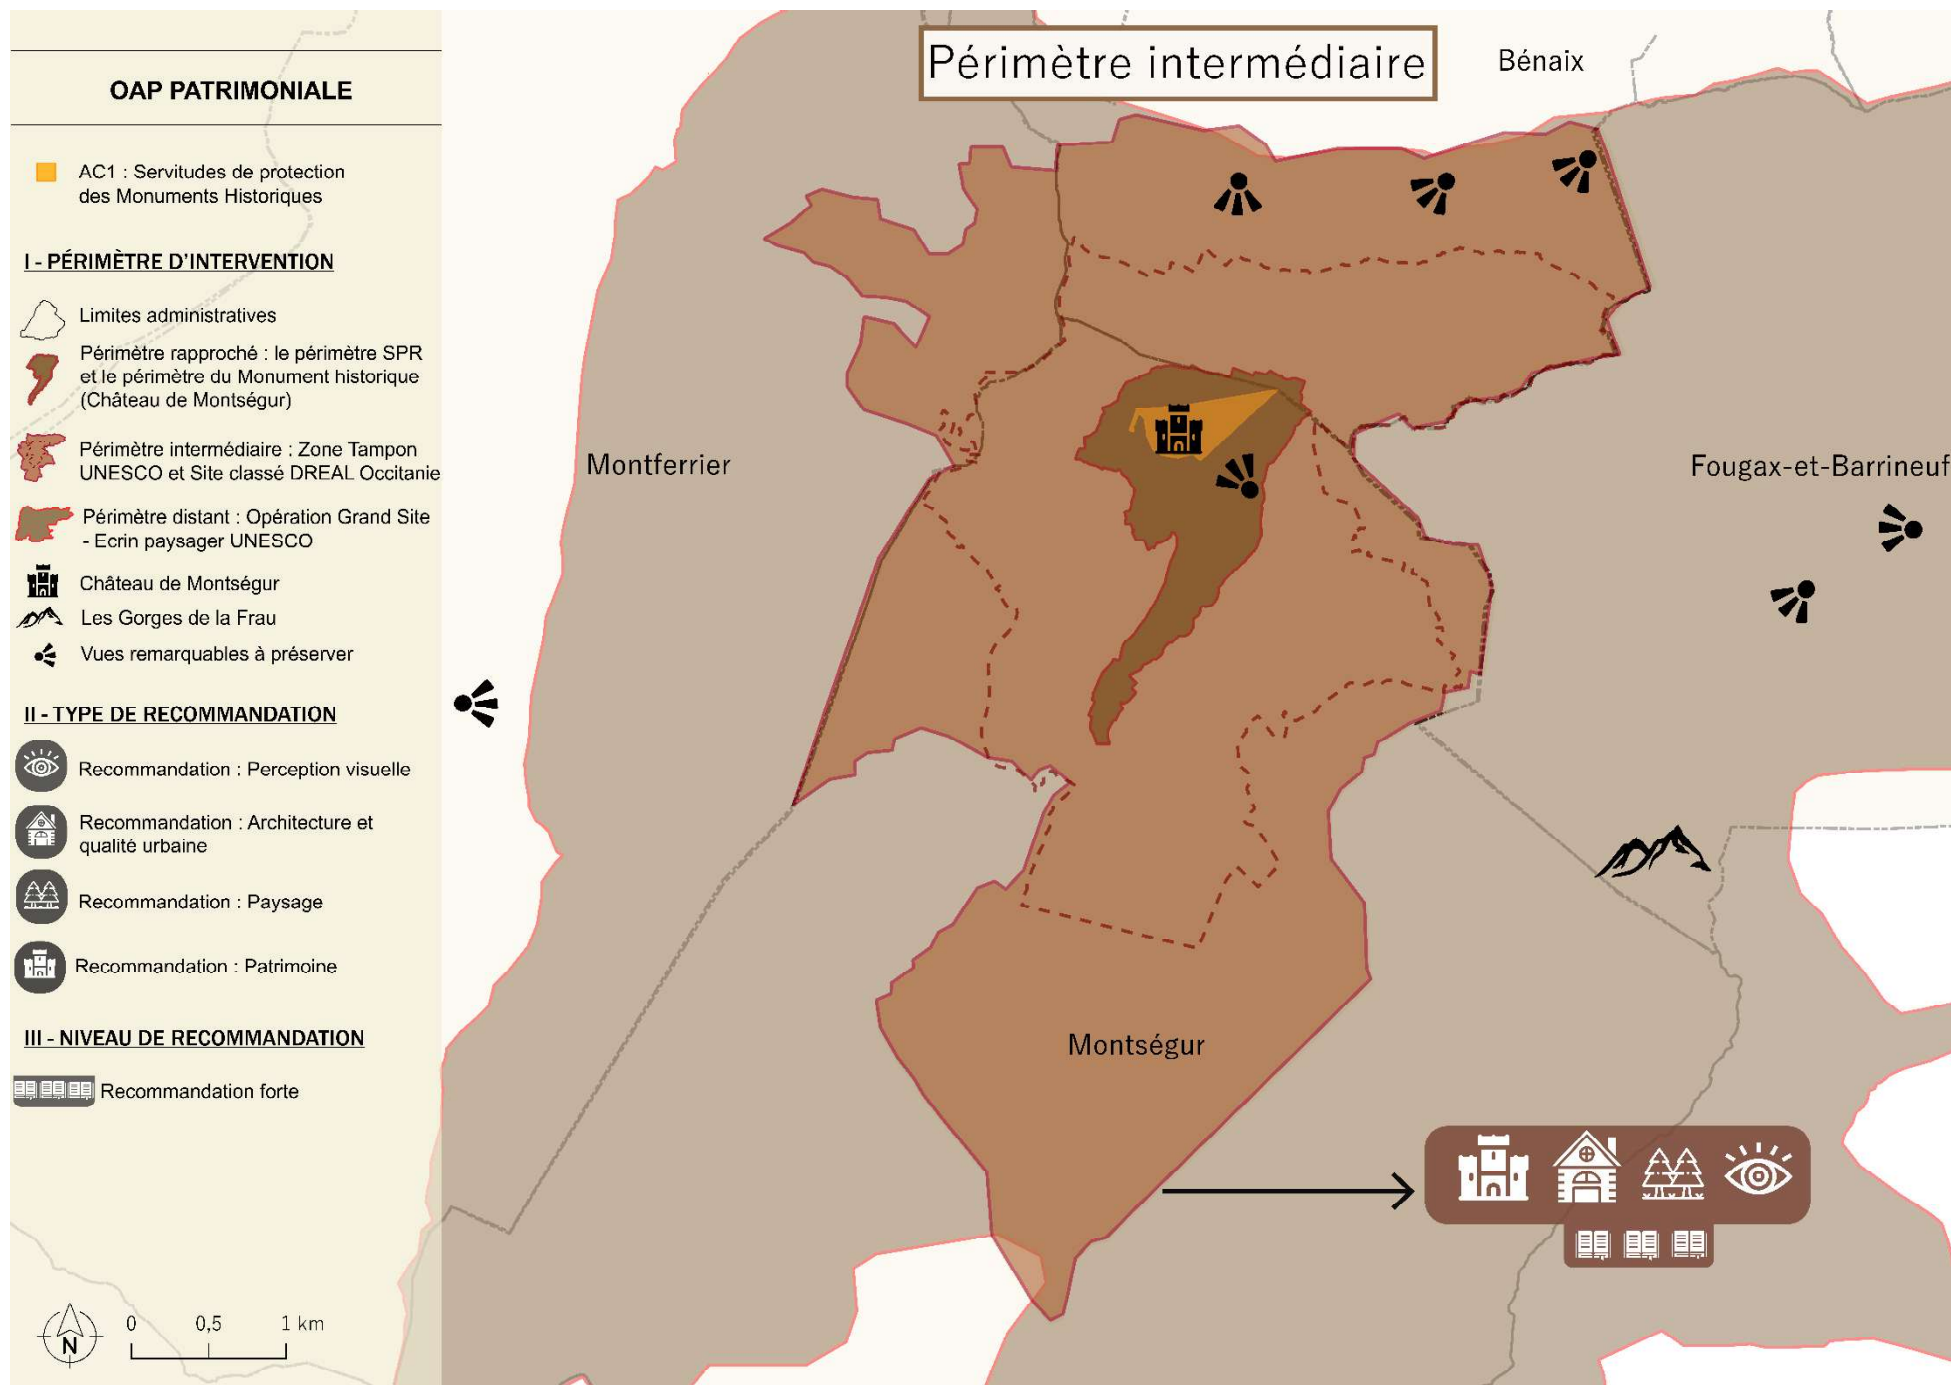 OAP PATRIMONIALE
AC1 : Servitudes de protection
des Monuments Historiques
I - PÉRIMÈTRE D'INTERVENTION
Limites administratives
Périmètre rapproché : le périmètre SPR
et le périmètre du Monument historique
(Château de Montségur)
Périmètre intermédiaire : Zone Tampon
UNESCO et Site classé DREAL Occitanie
Périmètre distant : Opération Grand Site
- Ecrin paysager UNESCO
Château de Montségur
Les Gorges de la Frau
Vues remarquables à préserver
II - TYPE DE RECOMMANDATION
Recommandation : Perception visuelle
Recommandation : Architecture et
qualité urbaine
Recommandation : Paysage
Recommandation : Patrimoine
III - NIVEAU DE RECOMMANDATION
Recommandation forte
N
0 0,5 1 km
Périmètre intermédiaire
Bénaix
Montferrier
Fougax-et-Barrineuf
Montségur